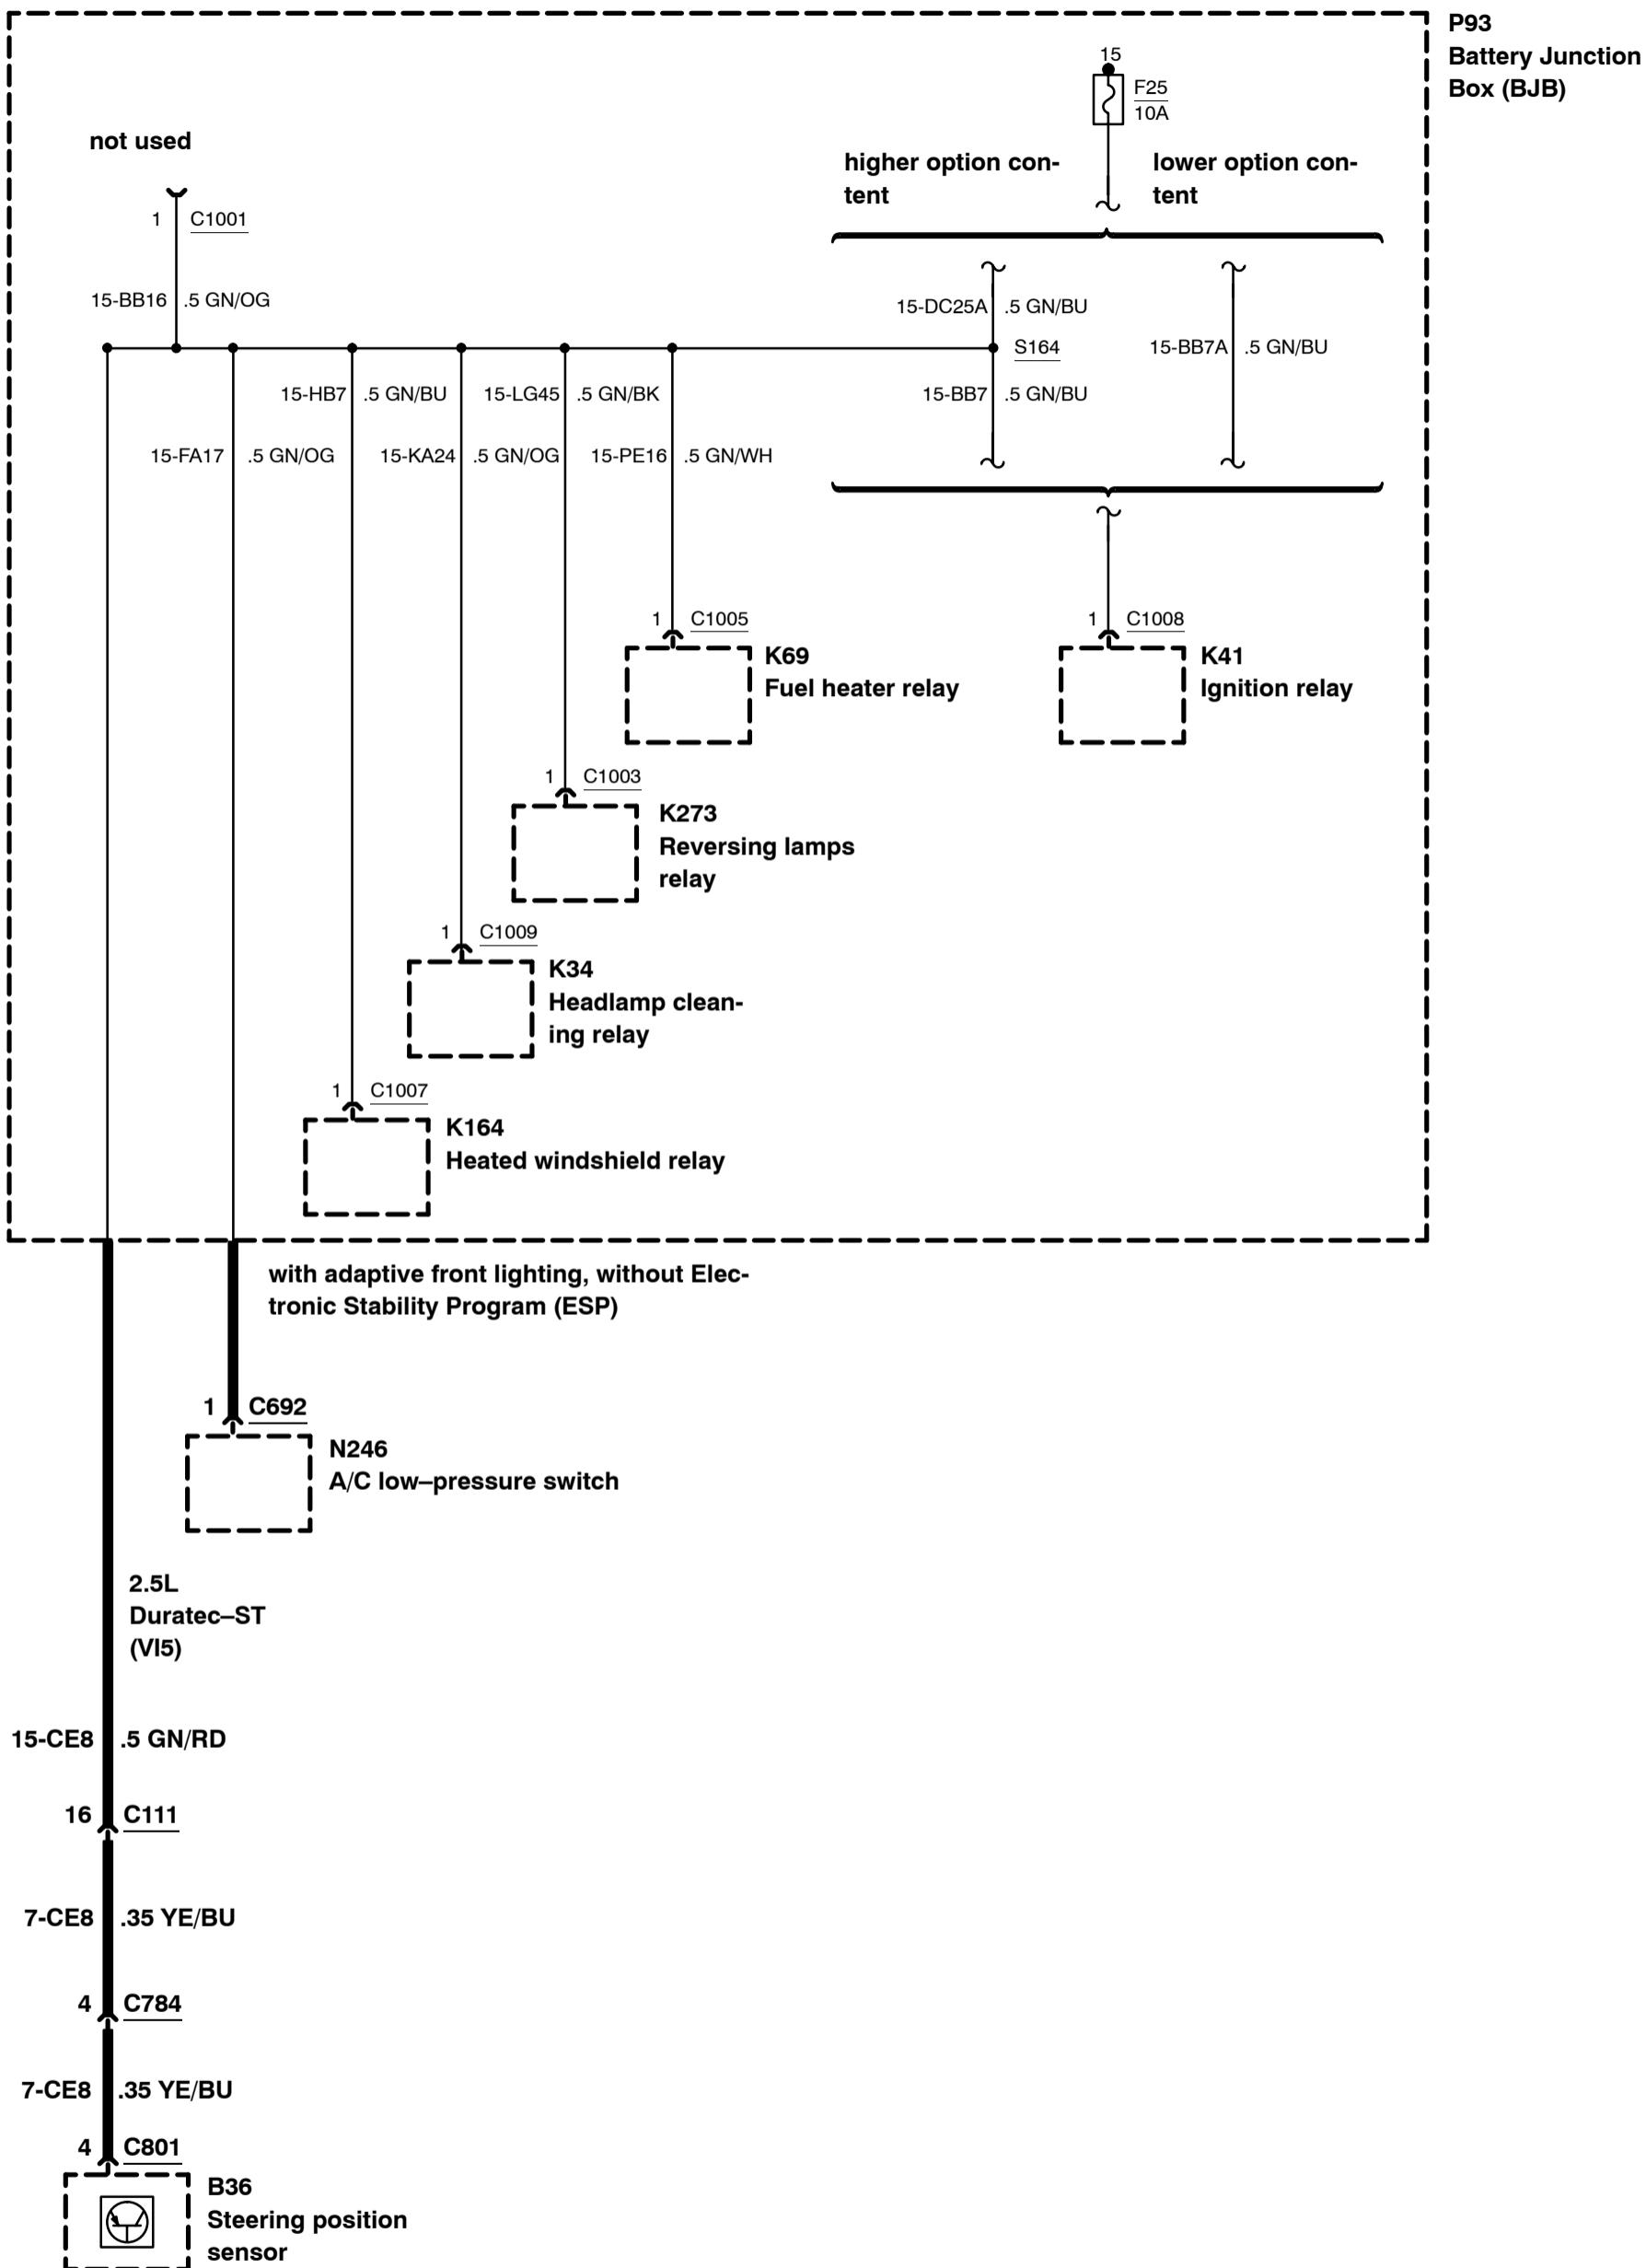 P93
Battery Junction
Box (BJB)
15
F25
10A
not used
higher option con-
tent
lower option con-
tent
1 C1001
15-BB16 .5 GN/OG
15-DC25A .5 GN/BU
S164
15-BB7A .5 GN/BU
15-HB7 .5 GN/BU
15-LG45 .5 GN/BK
15-BB7 .5 GN/BU
15-FA17 .5 GN/OG
15-KA24 .5 GN/OG
15-PE16 .5 GN/WH
1 C1005
K69
Fuel heater relay
1 C1008
K41
Ignition relay
1 C1003
K273
Reversing lamps
relay
1 C1009
K34
Headlamp clean-
ing relay
1 C1007
K164
Heated windshield relay
with adaptive front lighting, without Elec-
tronic Stability Program (ESP)
1 C692
N246
A/C low–pressure switch
2.5L
Duratec–ST
(VI5)
15-CE8 .5 GN/RD
16 C111
7-CE8 .35 YE/BU
4 C784
7-CE8 .35 YE/BU
4 C801
B36
Steering position
sensor